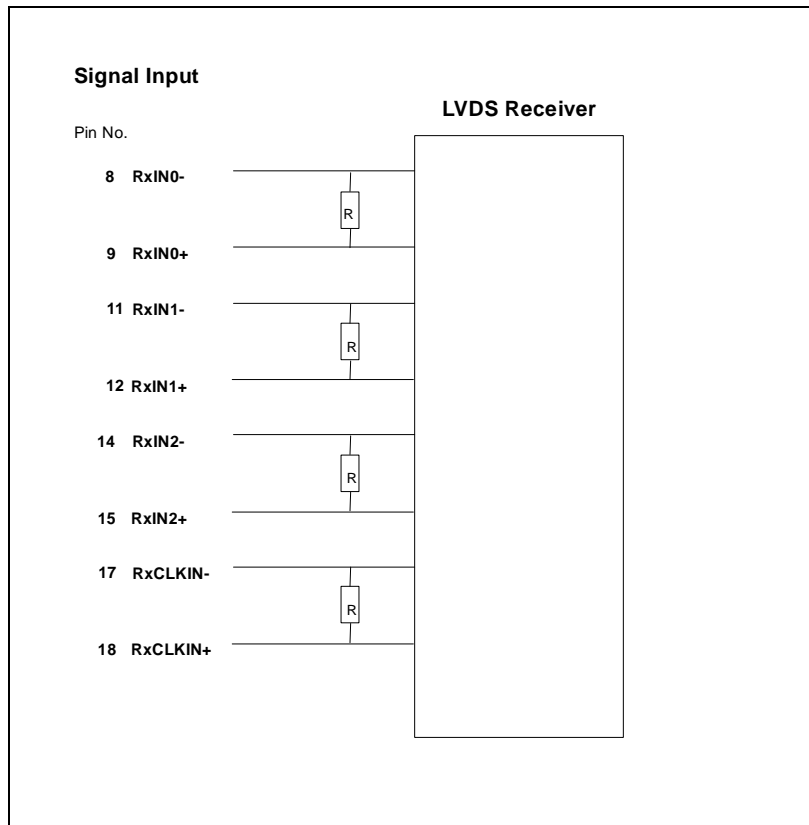 Signal Input
LVDS Receiver
Pin No.
8 RxIN0-
R
9 RxIN0+
11 RxIN1-
R
12 RxIN1+
14 RxIN2-
R
15 RxIN2+
17 RxCLKIN-
R
18 RxCLKIN+